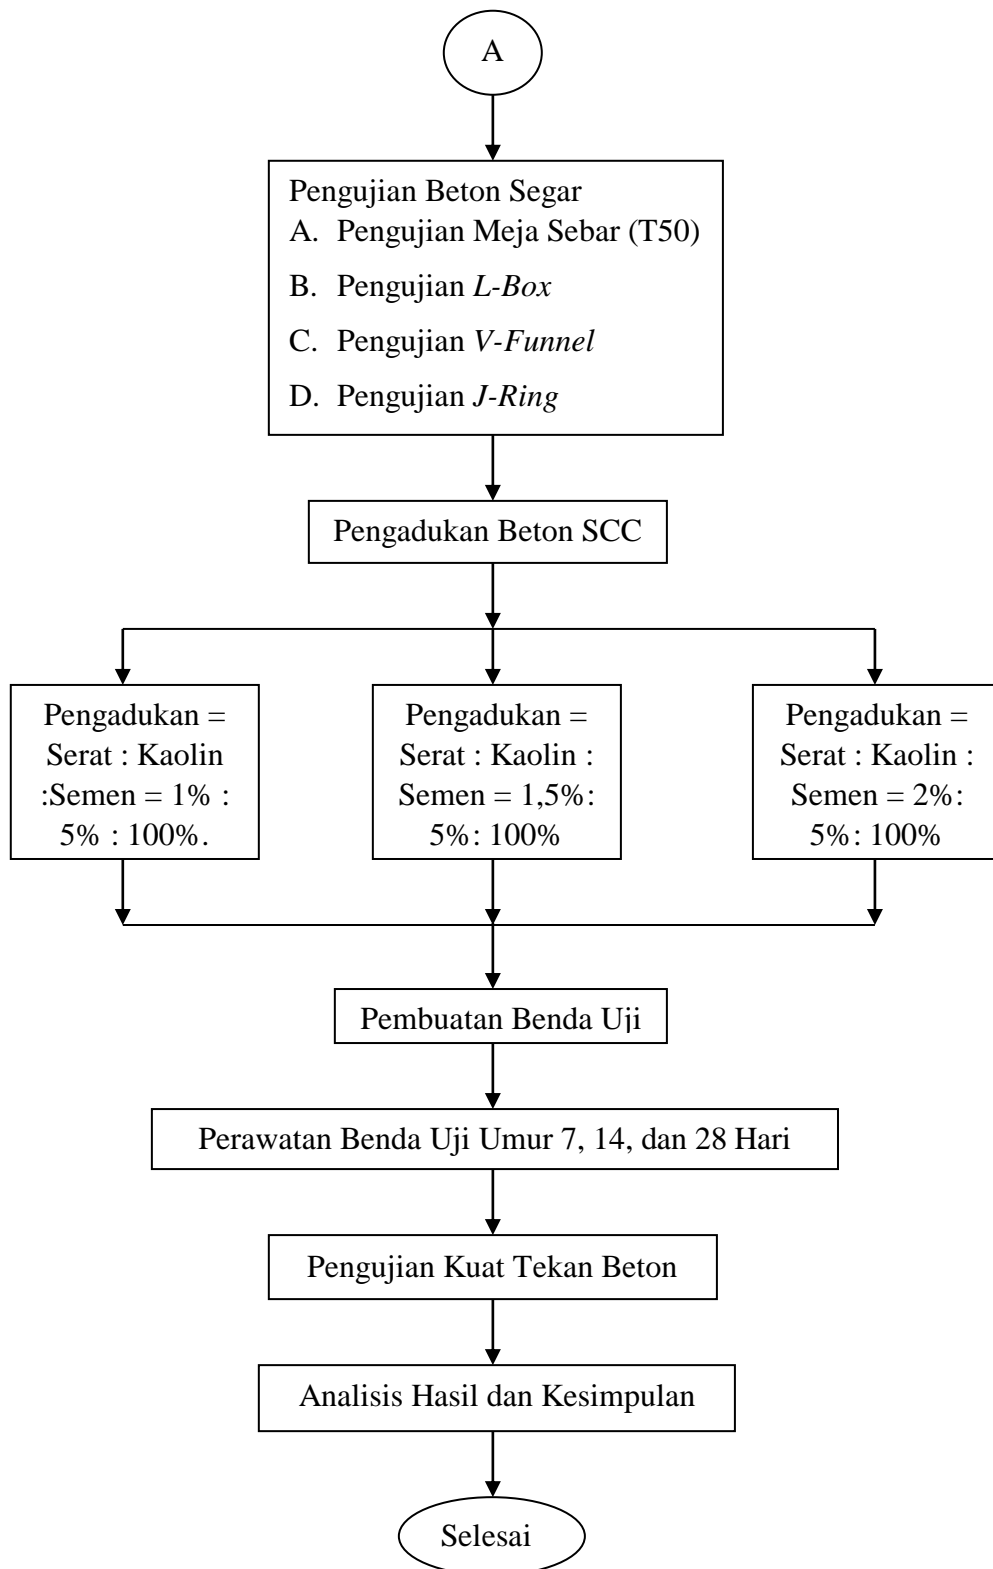 A
Pengujian Beton Segar
A. Pengujian Meja Sebar (T50)
B. Pengujian L-Box
C. Pengujian V-Funnel
D. Pengujian J-Ring
Pengadukan Beton SCC
Pengadukan =
Serat : Kaolin
:Semen = 1% :
5% : 100%.
Pengadukan =
Serat : Kaolin :
Semen = 1,5%:
5%: 100%
Pengadukan =
Serat : Kaolin :
Semen = 2%:
5%: 100%
Pembuatan Benda Uji
Perawatan Benda Uji Umur 7, 14, dan 28 Hari
Pengujian Kuat Tekan Beton
Analisis Hasil dan Kesimpulan
Selesai